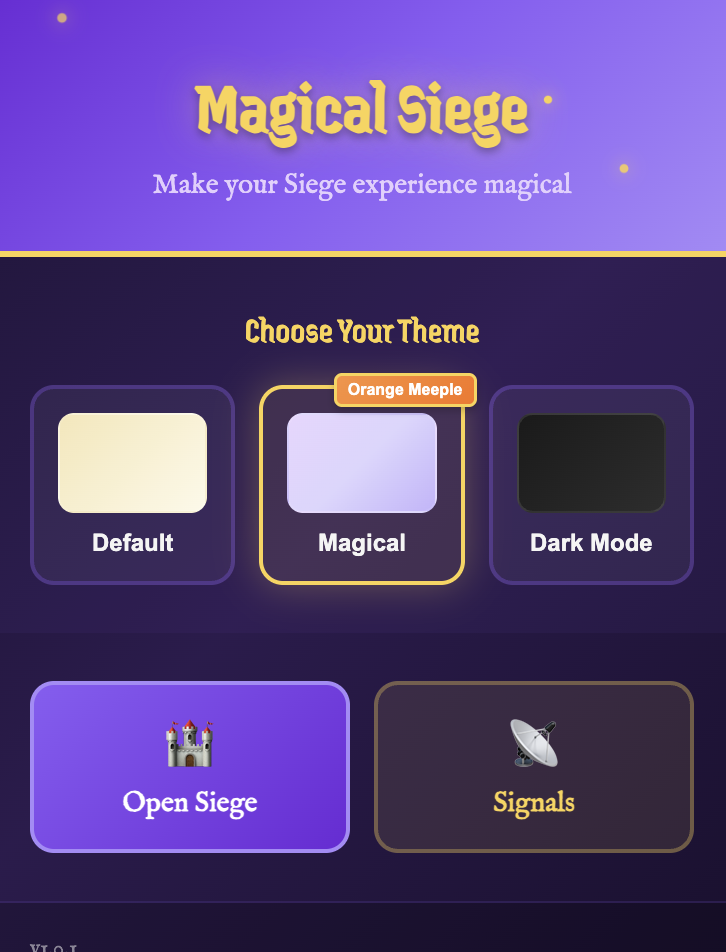 Magical Siege
Make your Siege experience magical
Choose Your Theme
Orange Meeple
Default
Magical
Dark Mode
Open Siege
Signals